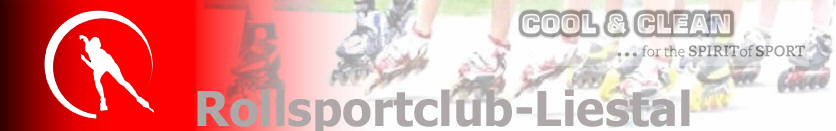 COOL & CLEAN
... for the SPIRIT of SPORT
Rollsportclub-Liestal